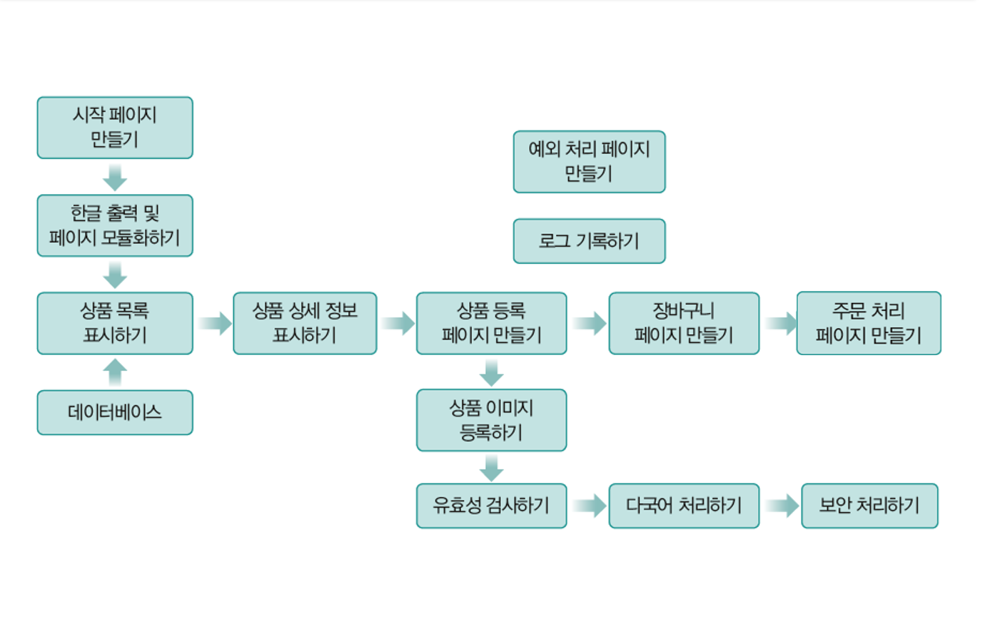 시작 페이지
만들기
예외 처리 페이지
만들기
한글 출력 및
페이지 모듈화하기
로그 기록하기
상품 목록
표시하기
상품 상세 정보
표시하기
상품 등록
페이지 만들기
장바구니
페이지 만들기
주문 처리
페이지 만들기
데이터베이스
상품 이미지
등록하기
유효성 검사하기
다국어 처리하기
보안 처리하기